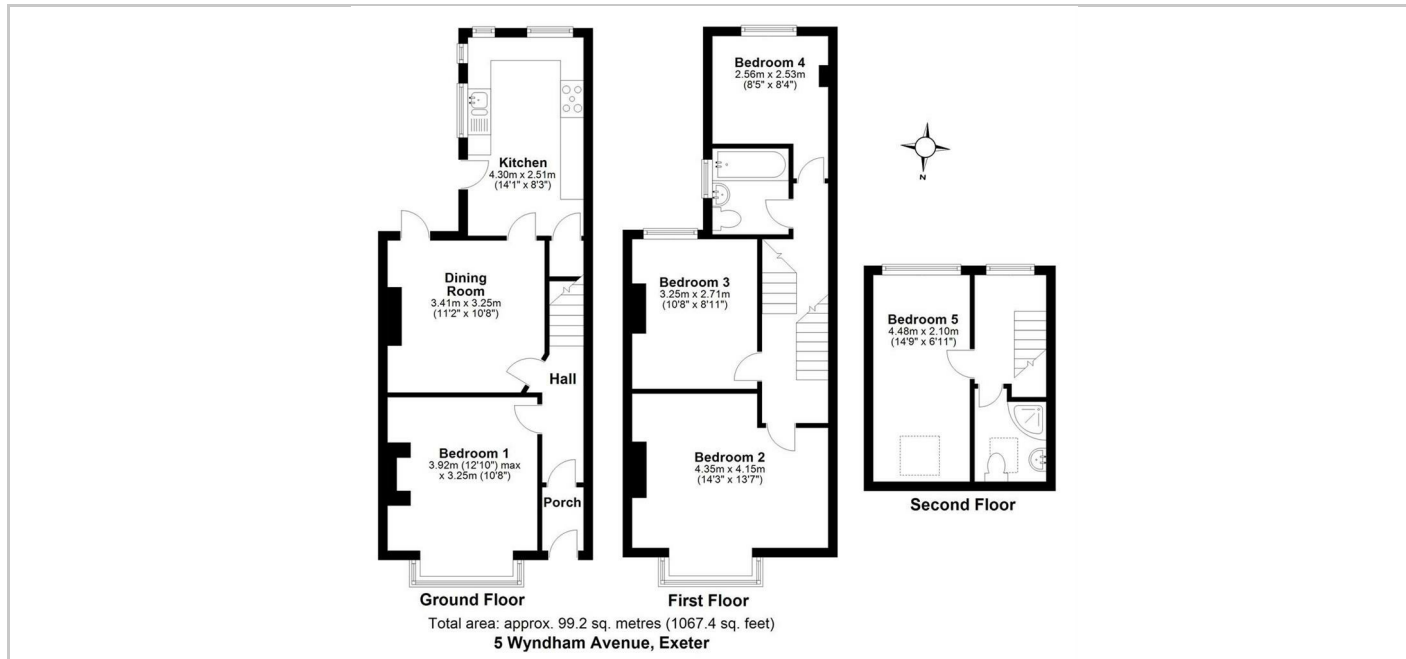 Kitchen
4.30m x 2.51m
(14'1" x 8'3")
Dining
Room
3.41m x 3.25m
(11'2" x 10'8")
Hall
Bedroom 1
3.92m (12'10") max
x 3.25m (10'8")
Porch
Ground Floor
Bedroom 4
2.56m x 2.53m
(8'5" x 8'4")
Bedroom 3
3.25m x 2.71m
(10'8" x 8'11")
Bedroom 2
4.35m x 4.15m
(14'3" x 13'7")
First Floor
N
Bedroom 5
4.48m x 2.10m
(14'9" x 6'11")
Second Floor
Total area: approx. 99.2 sq. metres (1067.4 sq. feet)
5 Wyndham Avenue, Exeter